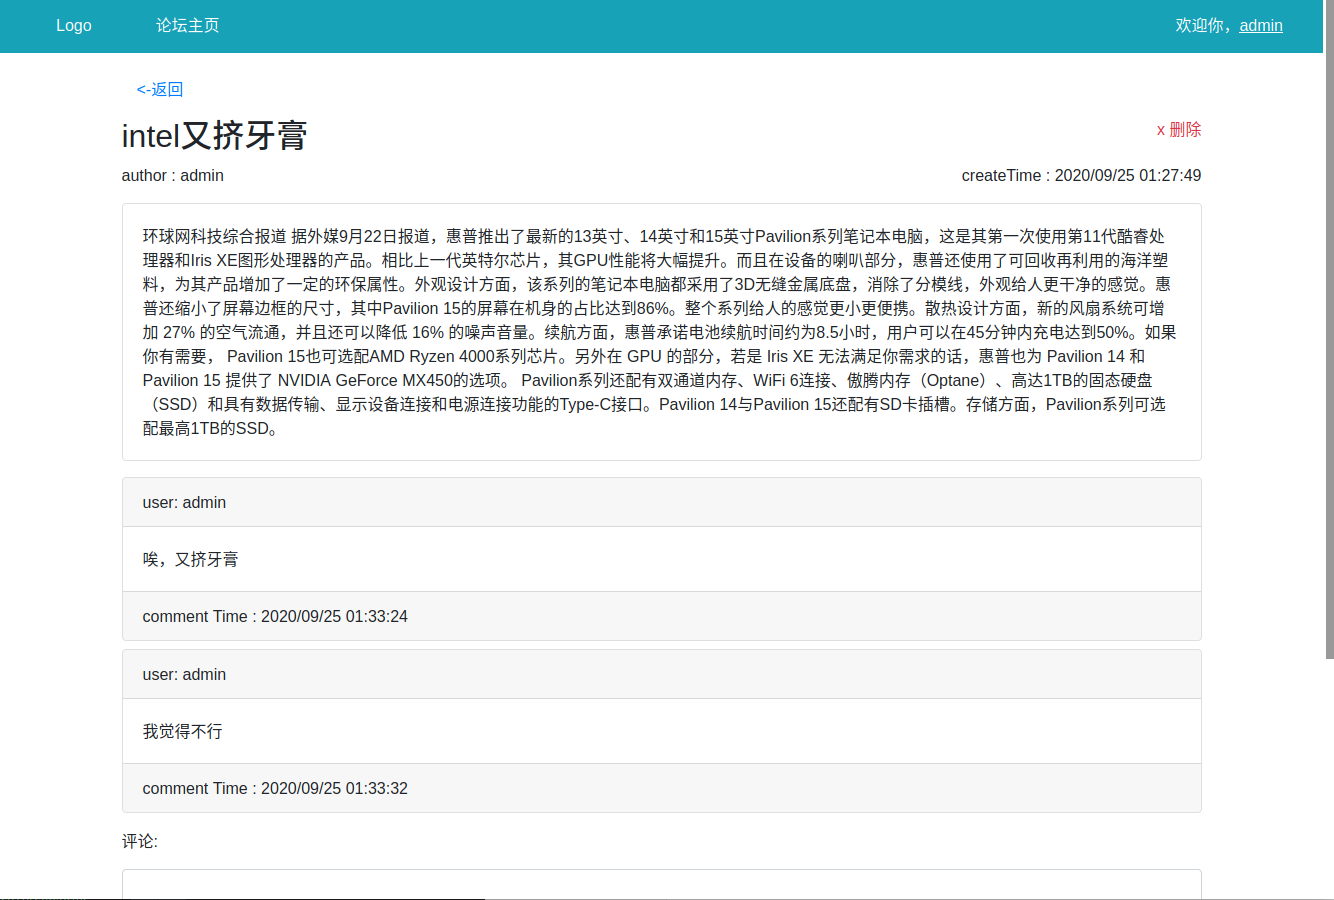 Logo 论坛主页 欢迎你，admin
<-返回
intel又挤牙膏 x 删除
author : admin createTime : 2020/09/25 01:27:49
环球网科技综合报道 据外媒9月22日报道，惠普推出了最新的13英寸、14英寸和15英寸Pavilion系列笔记本电脑，这是其第一次使用第11代酷睿处
理器和Iris XE图形处理器的产品。相比上一代英特尔芯片，其GPU性能将大幅提升。而且在设备的喇叭部分，惠普还使用了可回收再利用的海洋塑
料，为其产品增加了一定的环保属性。外观设计方面，该系列的笔记本电脑都采用了3D无缝金属底盘，消除了分模线，外观给人更干净的感觉。惠
普还缩小了屏幕边框的尺寸，其中Pavilion 15的屏幕在机身的占比达到86%。整个系列给人的感觉更小更便携。散热设计方面，新的风扇系统可增
加 27% 的空气流通，并且还可以降低 16% 的噪声音量。续航方面，惠普承诺电池续航时间约为8.5小时，用户可以在45分钟内充电达到50%。如果
你有需要， Pavilion 15也可选配AMD Ryzen 4000系列芯片。另外在 GPU 的部分，若是 Iris XE 无法满足你需求的话，惠普也为 Pavilion 14 和
Pavilion 15 提供了 NVIDIA GeForce MX450的选项。 Pavilion系列还配有双通道内存、WiFi 6连接、傲腾内存（Optane）、高达1TB的固态硬盘
（SSD）和具有数据传输、显示设备连接和电源连接功能的Type-C接口。Pavilion 14与Pavilion 15还配有SD卡插槽。存储方面，Pavilion系列可选
配最高1TB的SSD。
user: admin
唉，又挤牙膏
comment Time : 2020/09/25 01:33:24
user: admin
我觉得不行
comment Time : 2020/09/25 01:33:32
评论: